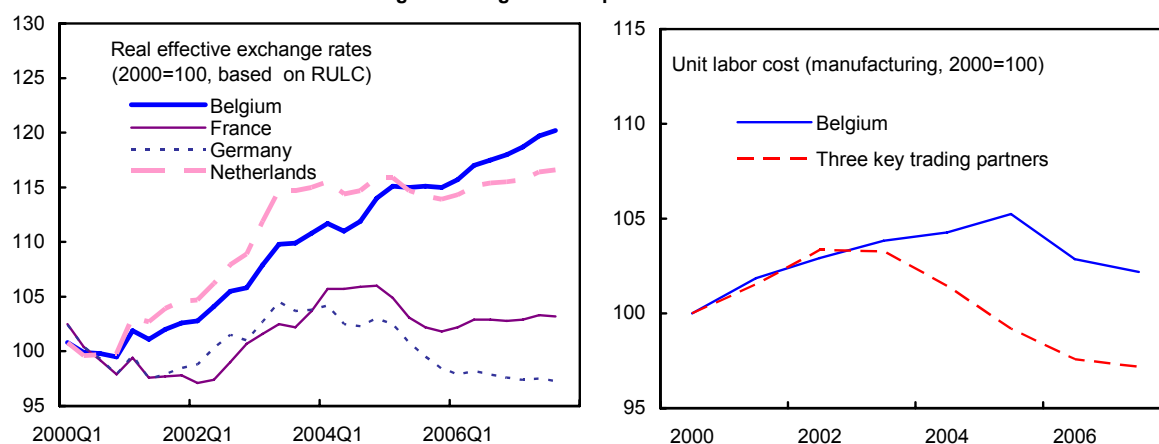 130
125
120
115
110
105
100
95
Real effective exchange rates
(2000=100, based on RULC)
Belgium
France
Germany
Netherlands
2000Q1 2002Q1 2004Q1 2006Q1
115
110
105
100
95
Unit labor cost (manufacturing, 2000=100)
Belgium
Three key trading partners
2000 2002 2004 2006